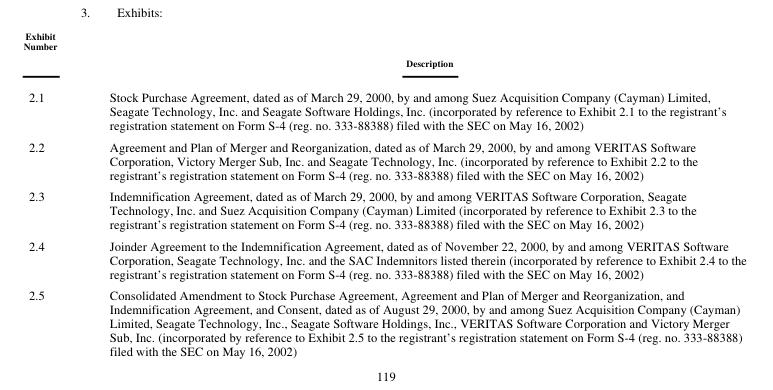 3. Exhibits:
Exhibit
Number
Description
2.1 Stock Purchase Agreement, dated as of March 29, 2000, by and among Suez Acquisition Company (Cayman) Limited,
Seagate Technology, Inc. and Seagate Software Holdings, Inc. (incorporated by reference to Exhibit 2.1 to the registrant’s
registration statement on Form S-4 (reg. no. 333-88388) filed with the SEC on May 16, 2002)
2.2 Agreement and Plan of Merger and Reorganization, dated as of March 29, 2000, by and among VERITAS Software
Corporation, Victory Merger Sub, Inc. and Seagate Technology, Inc. (incorporated by reference to Exhibit 2.2 to the
registrant’s registration statement on Form S-4 (reg. no. 333-88388) filed with the SEC on May 16, 2002)
2.3 Indemnification Agreement, dated as of March 29, 2000, by and among VERITAS Software Corporation, Seagate
Technology, Inc. and Suez Acquisition Company (Cayman) Limited (incorporated by reference to Exhibit 2.3 to the
registrant’s registration statement on Form S-4 (reg. no. 333-88388) filed with the SEC on May 16, 2002)
2.4 Joinder Agreement to the Indemnification Agreement, dated as of November 22, 2000, by and among VERITAS Software
Corporation, Seagate Technology, Inc. and the SAC Indemnitors listed therein (incorporated by reference to Exhibit 2.4 to the
registrant’s registration statement on Form S-4 (reg. no. 333-88388) filed with the SEC on May 16, 2002)
2.5 Consolidated Amendment to Stock Purchase Agreement, Agreement and Plan of Merger and Reorganization, and
Indemnification Agreement, and Consent, dated as of August 29, 2000, by and among Suez Acquisition Company (Cayman)
Limited, Seagate Technology, Inc., Seagate Software Holdings, Inc., VERITAS Software Corporation and Victory Merger
Sub, Inc. (incorporated by reference to Exhibit 2.5 to the registrant’s registration statement on Form S-4 (reg. no. 333-88388)
filed with the SEC on May 16, 2002)
119